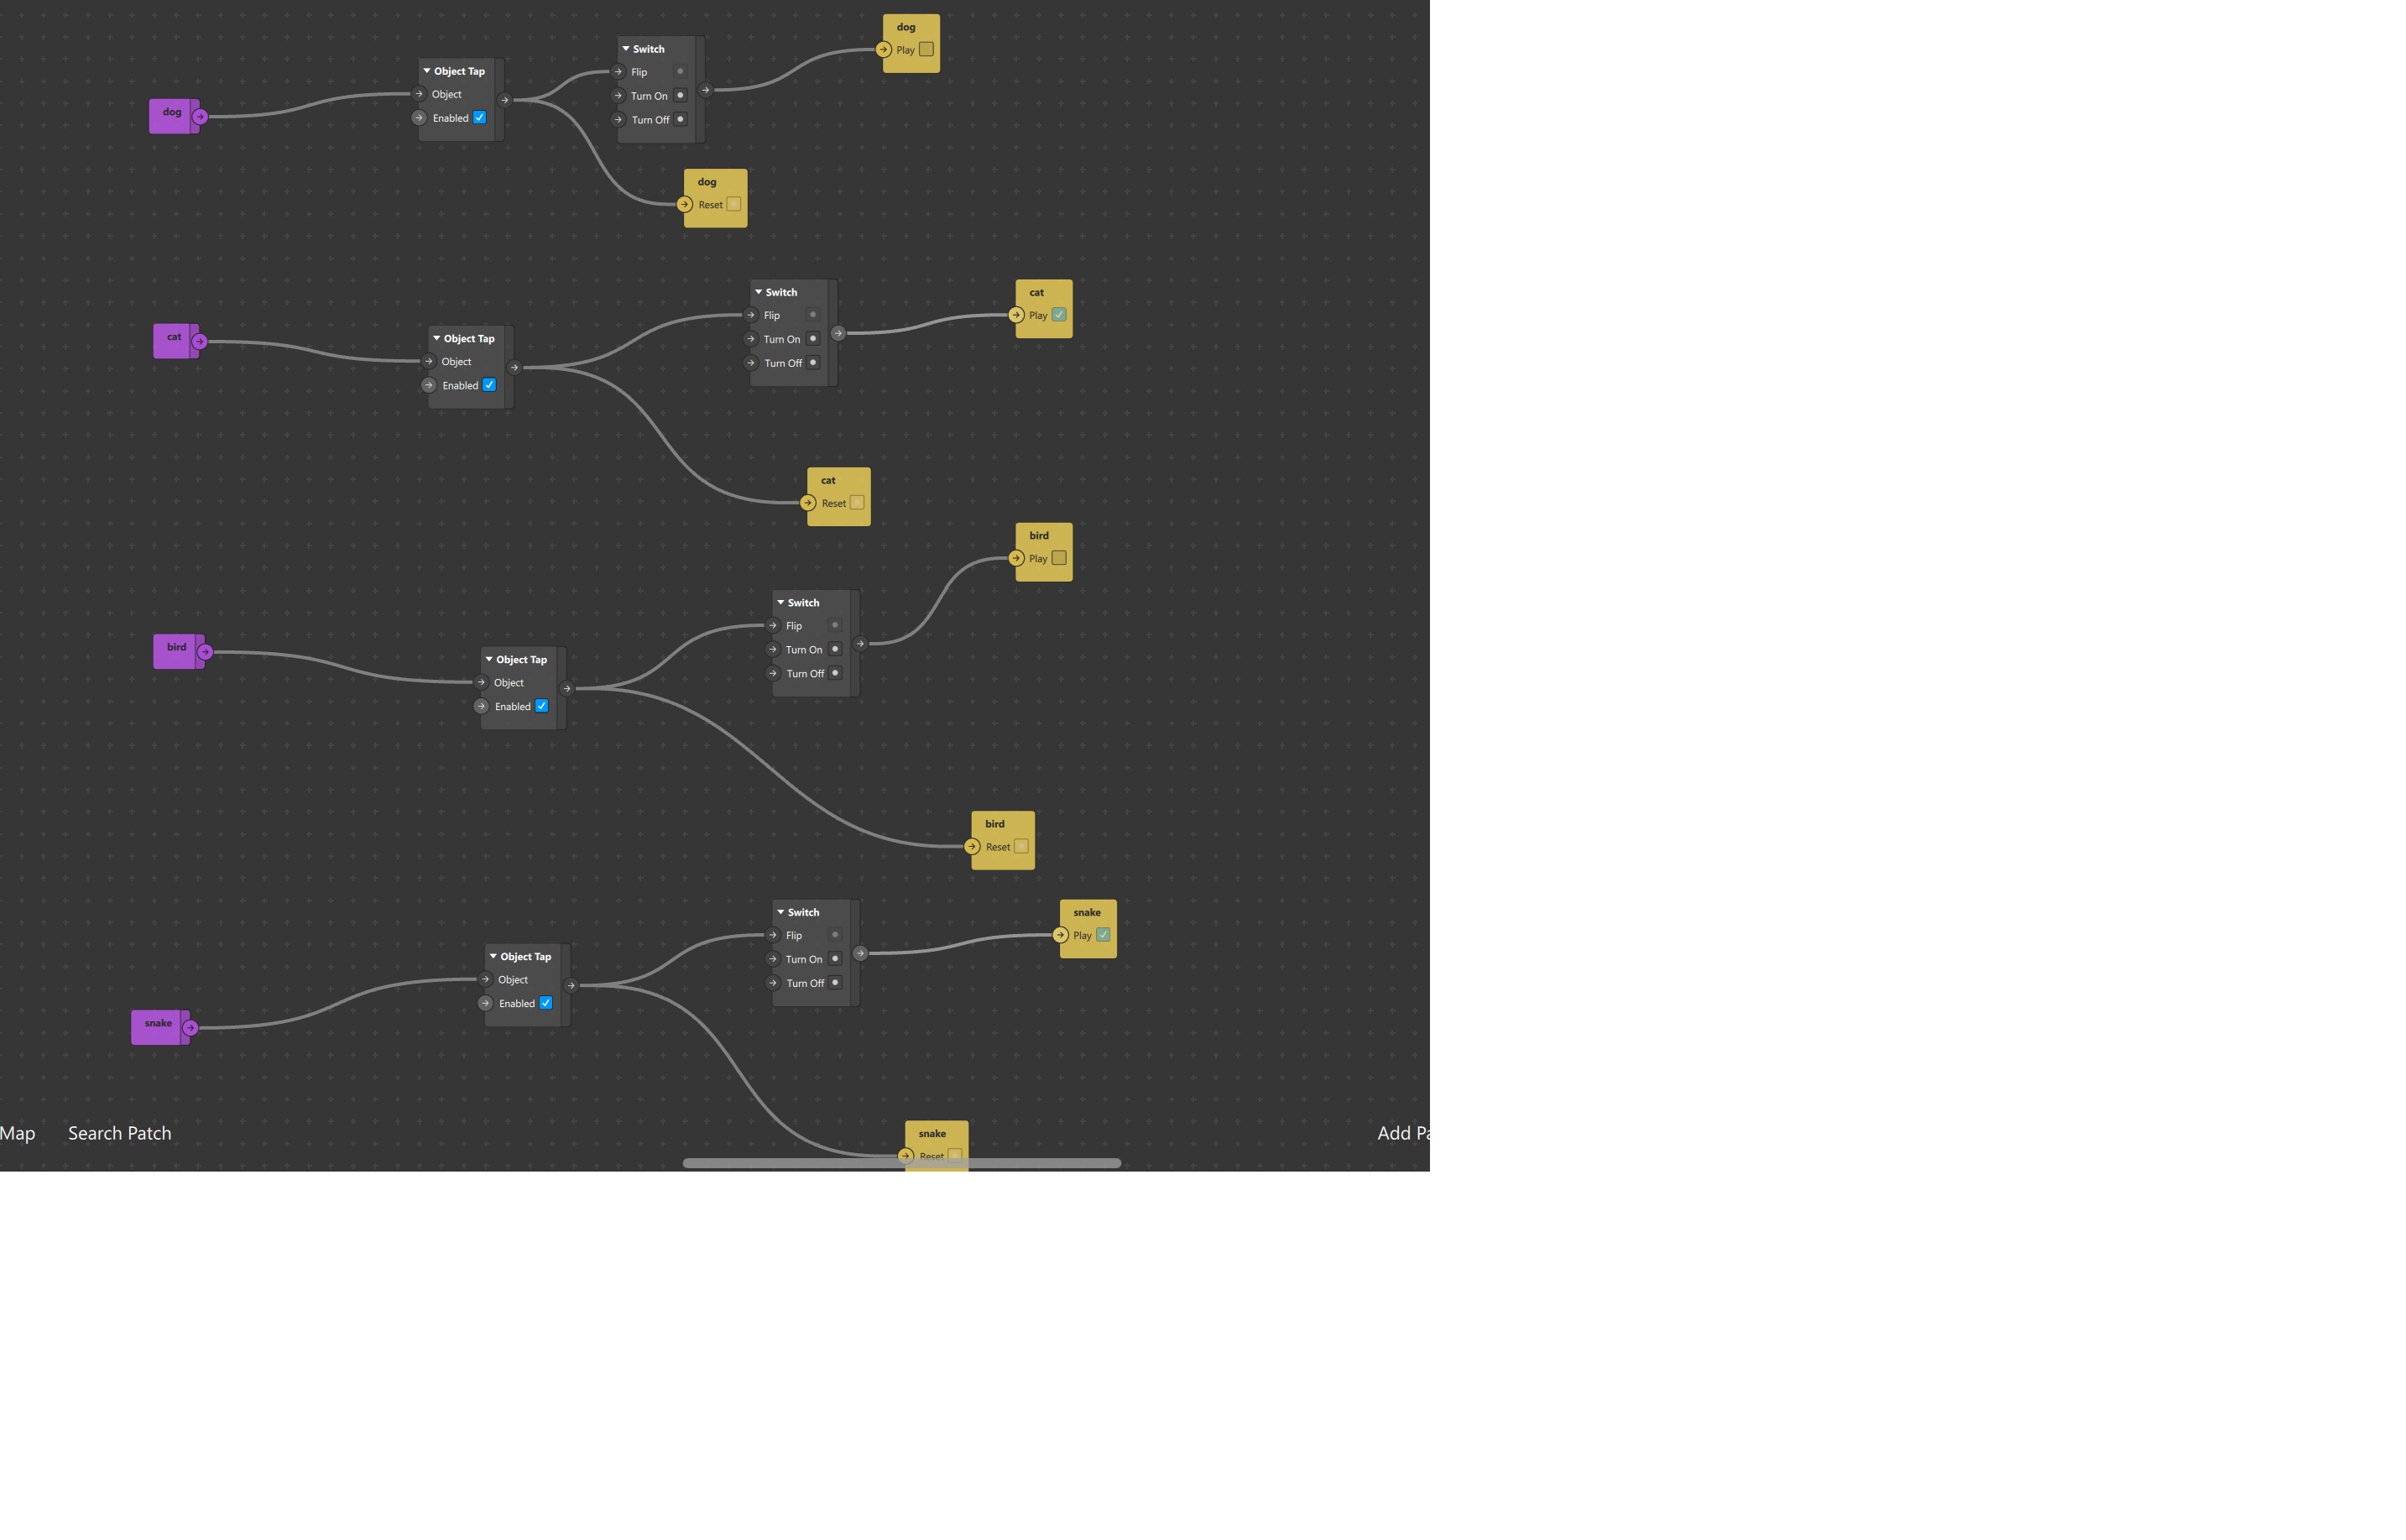 dog
Play
Switch
Flip
Turn On
Turn Off
Object Tap
Object
Enabled
dog
dog
Reset
Switch
Flip
Turn On
Turn Off
cat
Play
cat
Object Tap
Object
Enabled
cat
Reset
bird
Play
Switch
Flip
Turn On
Turn Off
bird
Object Tap
Object
Enabled
bird
Reset
Switch
Flip
Turn On
Turn Off
snake
Play
Object Tap
Object
Enabled
snake
snake
Reset
Map
Search Patch
Add Pa